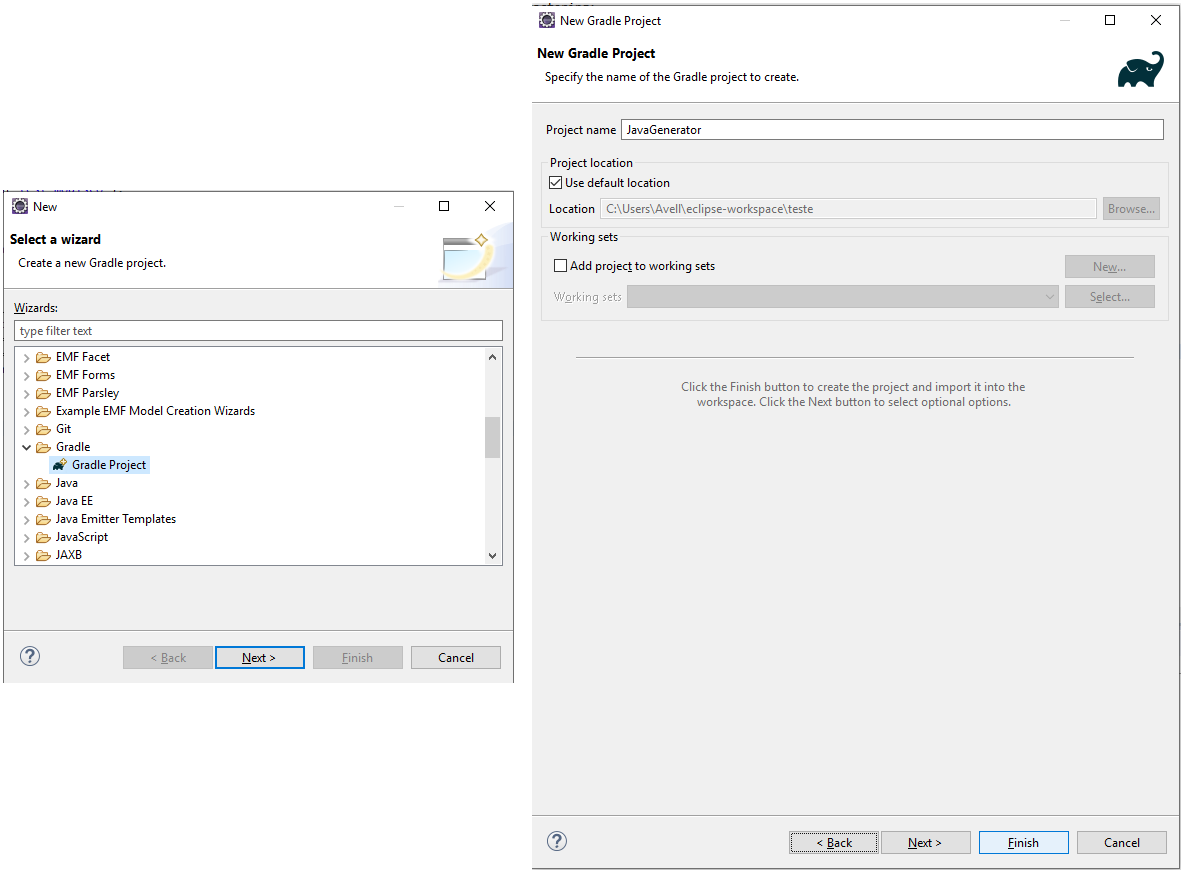 New
Select a wizard
Create a new Gradle project.
Wizards:
type filter text
EMF Facet
EMF Forms
EMF Parsley
Example EMF Model Creation Wizards
Git
Gradle
Gradle Project
Java
Java EE
Java Emitter Templates
JavaScript
JAXB
< Back
Next >
Finish
Cancel
New Gradle Project
New Gradle Project
Specify the name of the Gradle project to create.
Project name JavaGenerator
Project location
Use default location
Location C:\Users\Avell\eclipse-workspace\teste Browse...
Working sets
Add project to working sets
New...
Working sets
Select...
Click the Finish button to create the project and import it into the
workspace. Click the Next button to select optional options.
< Back
Next >
Finish
Cancel